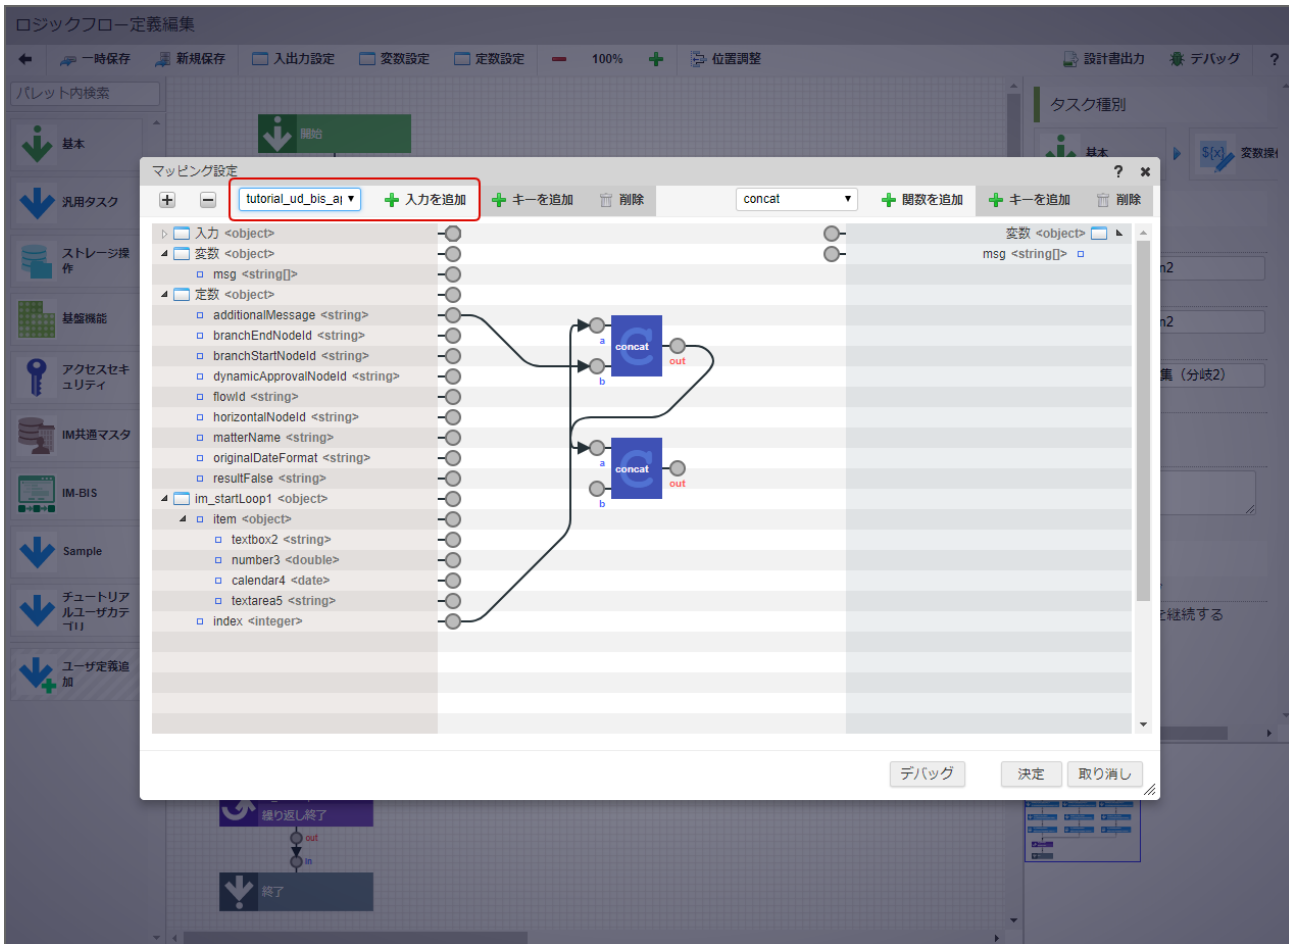 ロジックフロー定義編集
一時保存 新規保存 入出力設定 変数設定 定数設定 100% 位置調整 設計書出力 デバッグ ?
パレット内検索
タスク種別
開始
基本
基本
変数操
汎用タスク
ストレージ操
作
基盤機能
アクセスセキ
ュリティ
IM共通マスタ
IM-BIS
Sample
チュートリア
ルユーザカテ
ゴリ
ユーザ定義追
加
マッピング設定 ?
tutorial_ud_bis_a 入力を追加 キーを追加 削除 concat 関数を追加 キーを追加 削除
入力 <object> 変数 <object>
変数 <object> msg <string[]>
msg <string[]>
定数 <object>
additionalMessage <string>
branchEndNodeId <string>
branchStartNodeId <string>
dynamicApprovalNodeId <string>
flowId <string>
horizontalNodeId <string>
matterName <string>
originalDateFormat <string>
resultFalse <string>
im_startLoop1 <object>
item <object>
textbox2 <string>
number3 <double>
calendar4 <date>
textarea5 <string>
index <integer>
a
concat
out
b
a
concat
out
b
n2
n2
集（分岐2）
を継続する
デバッグ 決定 取り消し
繰り返し終了
out
in
終了